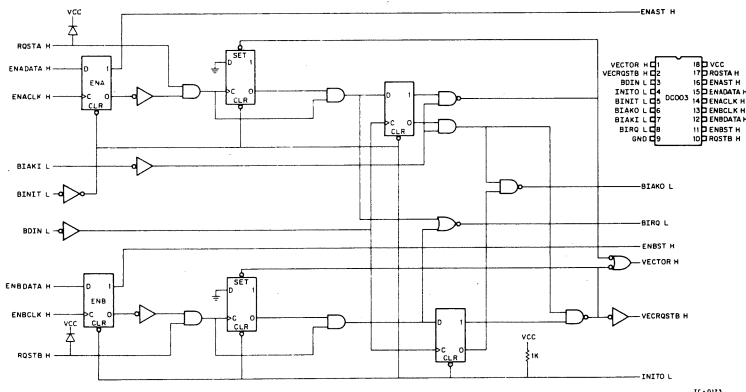 VCC
ENAST H
RQSTA H
SET
D 1
ENADATA H
D 1
ENA
ENACLK H
C 0
CLR
C 0
D 1
C 0
CLR
BIAKI L
BINIT L
BDIN L
VECTOR H 1 18 VCC
VECRQSTB H 2 17 RQSTA H
BDIN L 3 16 ENAST H
INITO L 4 15 ENADATA H
BINIT L 5 14 ENACLK H
BIAKO L 6 13 ENBCLK H
BIAKI L 7 12 ENBDATA H
BIRQ L 8 11 ENBST H
GND 9 10 RQSTB H
DC003
BIAKO L
BIRQ L
ENBST H
VECTOR H
ENBDATA H
D 1
ENB
ENBCLK H
C 0
CLR
SET
D 1
C 0
VCC
RQSTB H
D 1
C 0
CLR
VECRQSTB H
VCC
1K
INITO L